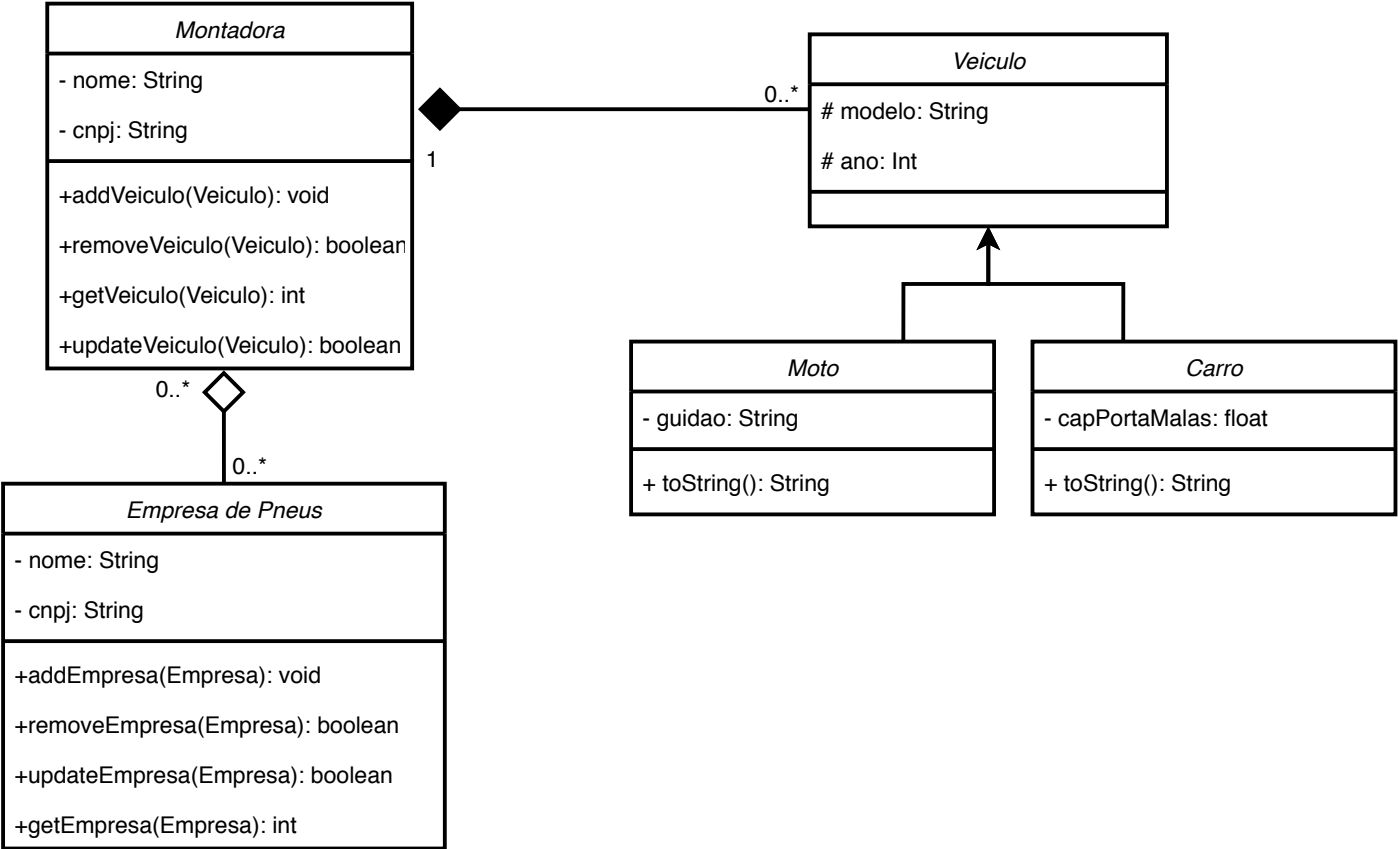 Montadora
- nome: String
- cnpj: String
+addVeiculo(Veiculo): void
+removeVeiculo(Veiculo): boolean
+getVeiculo(Veiculo): int
+updateVeiculo(Veiculo): boolean
1
0..*
Veiculo
# modelo: String
# ano: Int
0..*
0..*
Moto
- guidao: String
+ toString(): String
Carro
- capPortaMalas: float
+ toString(): String
Empresa de Pneus
- nome: String
- cnpj: String
+addEmpresa(Empresa): void
+removeEmpresa(Empresa): boolean
+updateEmpresa(Empresa): boolean
+getEmpresa(Empresa): int